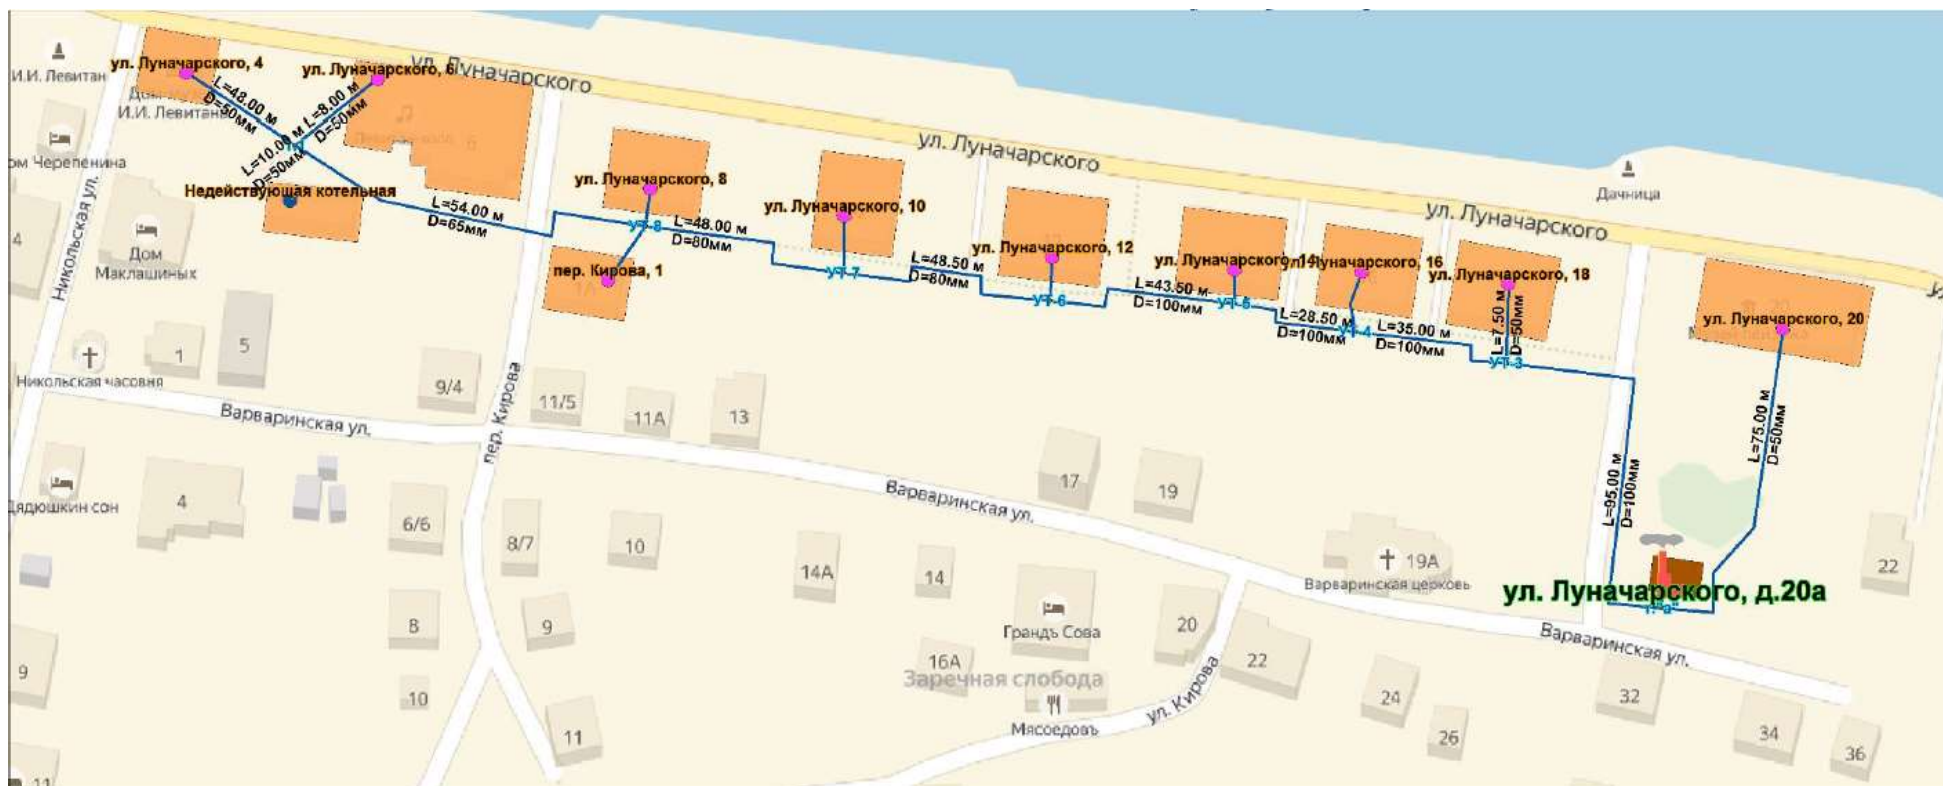 ул. Луначарского, 4
ул. Луначарского, 6
ул. Луначарского
И.И. Левитан
L=48.00 м
D=50мм
L=8.00 м
D=50мм
И.И. Левитана
L=10.00 м
D=50мм
Недействующая котельная
6
ул. Луначарского
Дачница
ул. Луначарского
ом Черепенина
Никольская ул.
4
Дом
Маклашиных
L=54.00 м
D=65мм
ул. Луначарского, 8
УТ-8
L=48.00 м
D=80мм
пер. Кирова, 1
1А
ул. Луначарского, 10
УТ-7
L=48.50 м
D=80мм
ул. Луначарского, 12
УТ-6
L=43.50 м
D=100мм
ул. Луначарского, 14
УТ-5
L=28.50 м
D=100мм
ул. Луначарского, 16
УТ-4
L=35.00 м
D=100мм
ул. Луначарского, 18
L=7.50 м
D=50мм
УТ-3
20
ул. Луначарского, 20
L=75.00 м
D=50мм
L=95.00 м
D=100мм
Никольская часовня
1
5
9/4
11/5
11А
13
Варваринская ул.
пер. Кирова
17
19
Варваринская ул.
Дядюшкин сон
4
6/6
8/7
10
14А
14
19А
Варваринская церковь
22
ул. Луначарского, д.20а
Варваринская ул.
8
9
Грандъ Сова
20
22
9
16А
Заречная слобода
Мясоедовъ
ул. Кирова
10
11
24
26
32
34
36
11